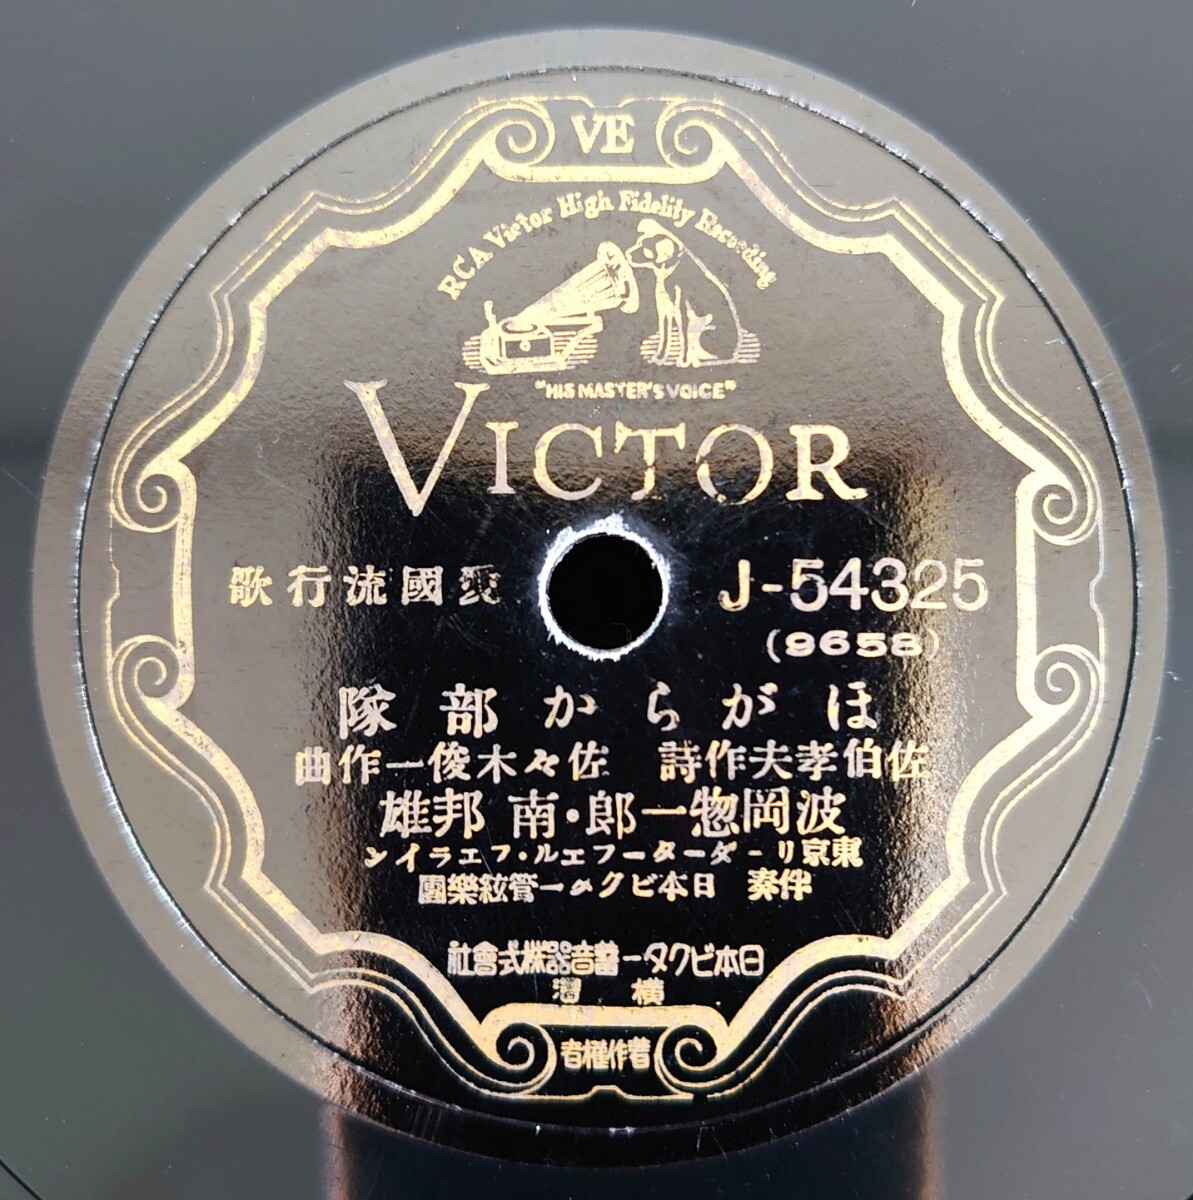 VE
RCA Victor High Fidelity Recording
"HIS MASTER'S VOICE"
VICTOR
愛國流行歌
J-54325
(9658)
ほがらか部隊
佐伯孝夫作詩 佐々木俊一作曲
波岡惣一郎・南 邦雄
東京リーダーターフエル・フエライン
伴奏 日本ビクター管絃樂團
日本ビクター蓄音器株式會社
横濱
著作權者